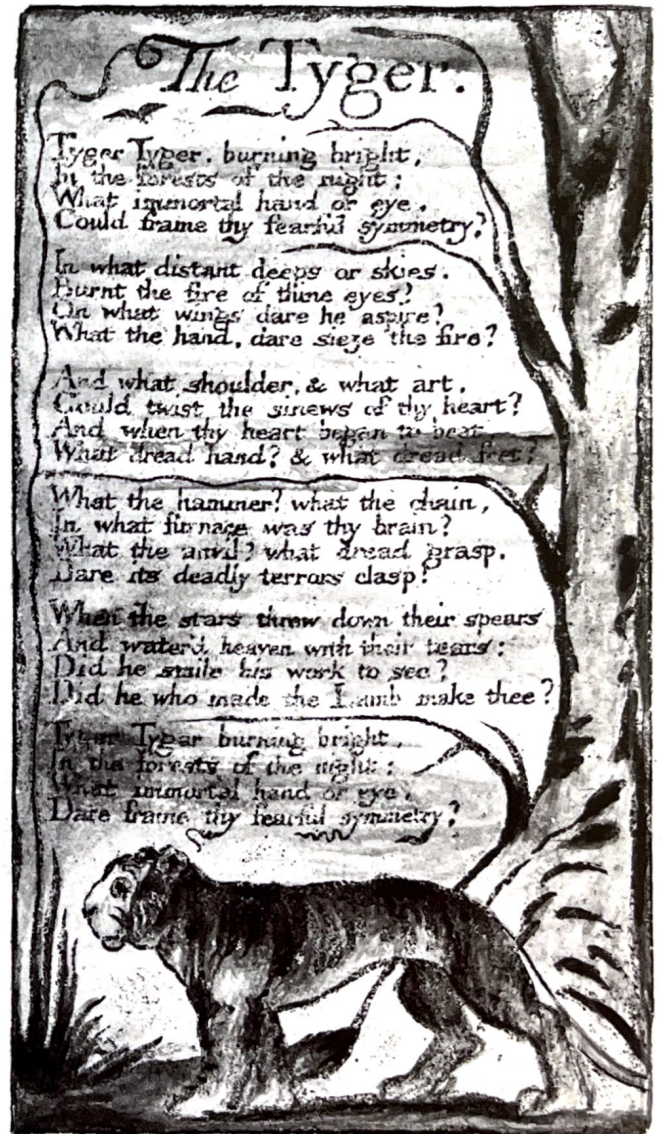 The Tyger.
Tyger Tyger. burning bright,
In the forests of the night:
What immortal hand or eye.
Could frame thy fearful symmetry?
In what distant deeps or skies.
Burnt the fire of thine eyes?
On what wings dare he aspire?
What the hand, dare sieze the fire?
And what shoulder, & what art,
Could twist the sinews of thy heart?
And when thy heart began to beat
What dread hand? & what dread feet?
What the hammer? what the chain,
In what furnace was thy brain?
What the anvil? what dread grasp.
Dare its deadly terrors clasp?
When the stars threw down their spears
And water'd heaven with their tears:
Did he smile his work to see?
Did he who made the Lamb make thee?
Tyger Tyger burning bright,
In the forests of the night:
What immortal hand or eye.
Dare frame thy fearful symmetry?